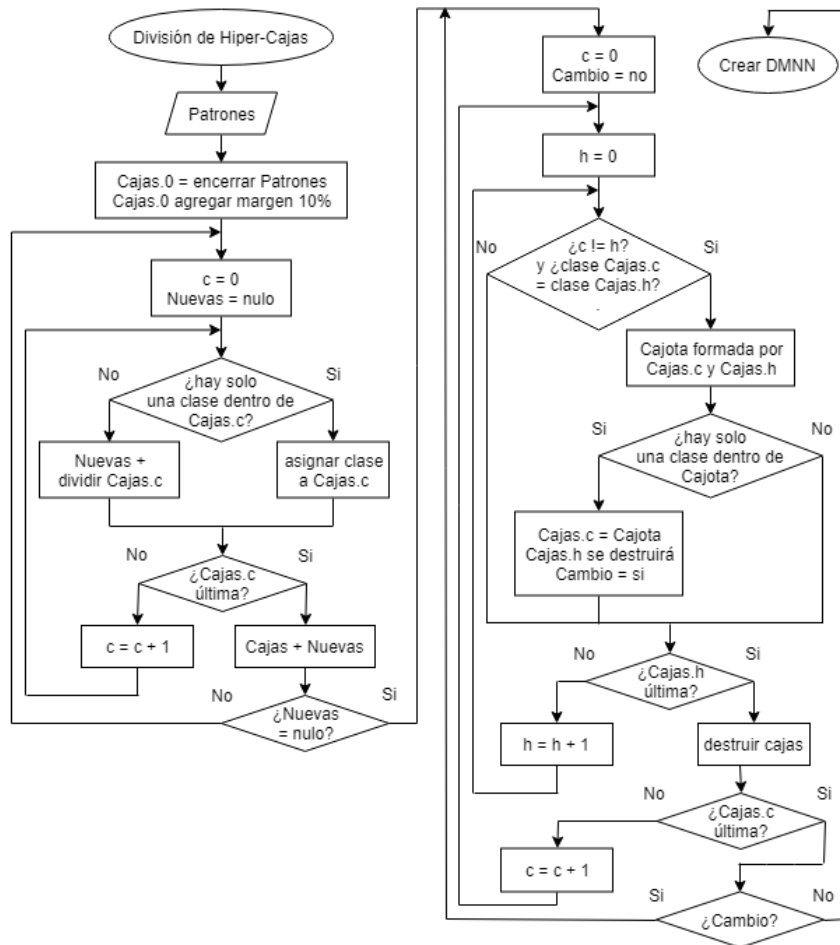 División de Hiper-Cajas
Patrones
Cajas.0 = encerrar Patrones
Cajas.0 agregar margen 10%
c = 0
Nuevas = nulo
No
Si
¿hay solo
una clase dentro de
Cajas.c?
Nuevas +
dividir Cajas.c
asignar clase
a Cajas.c
No
Si
¿Cajas.c
última?
c = c + 1
Cajas + Nuevas
No
Si
¿Nuevas
= nulo?
c = 0
Cambio = no
h = 0
No
Si
¿c != h?
y ¿clase Cajas.c
= clase Cajas.h?
.
Cajota formada por
Cajas.c y Cajas.h
Si
No
¿hay solo
una clase dentro de
Cajota?
Cajas.c = Cajota
Cajas.h se destruirá
Cambio = si
No
Si
¿Cajas.h
última?
h = h + 1
destruir cajas
No
Si
¿Cajas.c
última?
c = c + 1
Si
No
¿Cambio?
Crear DMNN